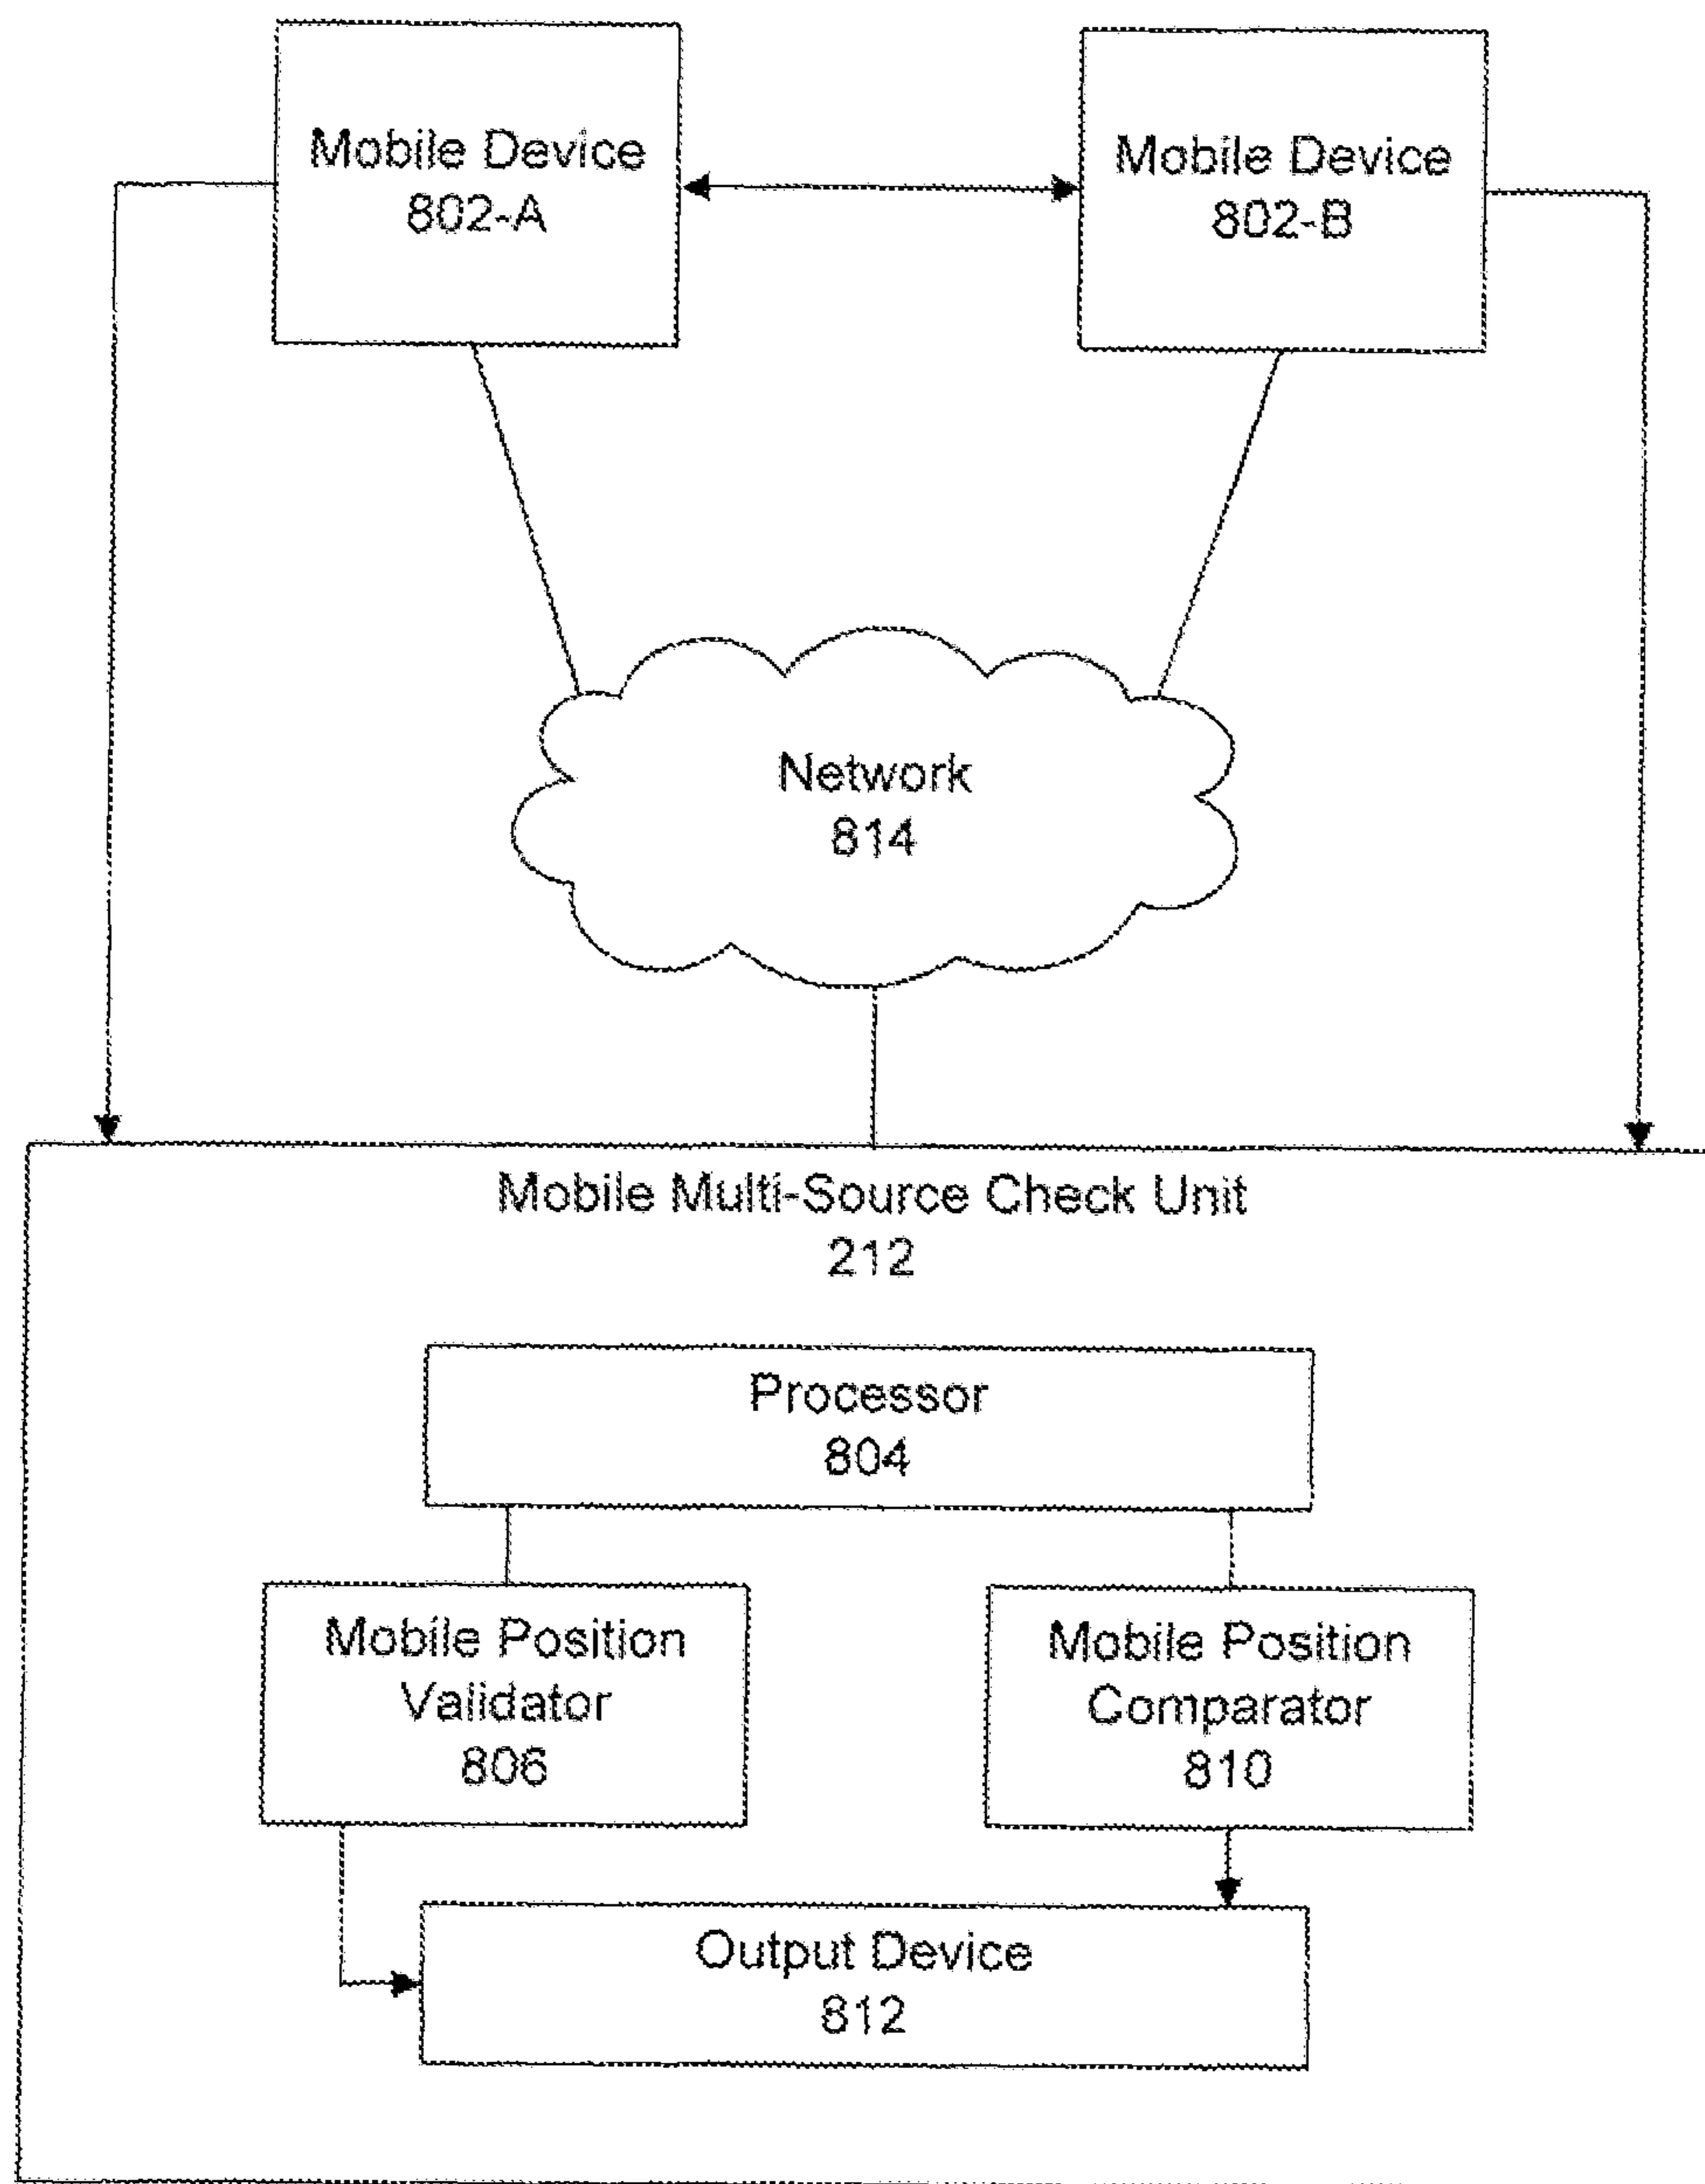 Mobile Device
802-A
Mobile Device
802-B
Network
814
Mobile Multi-Source Check Unit
212
Processor
804
Mobile Position
Validator
806
Mobile Position
Comparator
810
Output Device
812